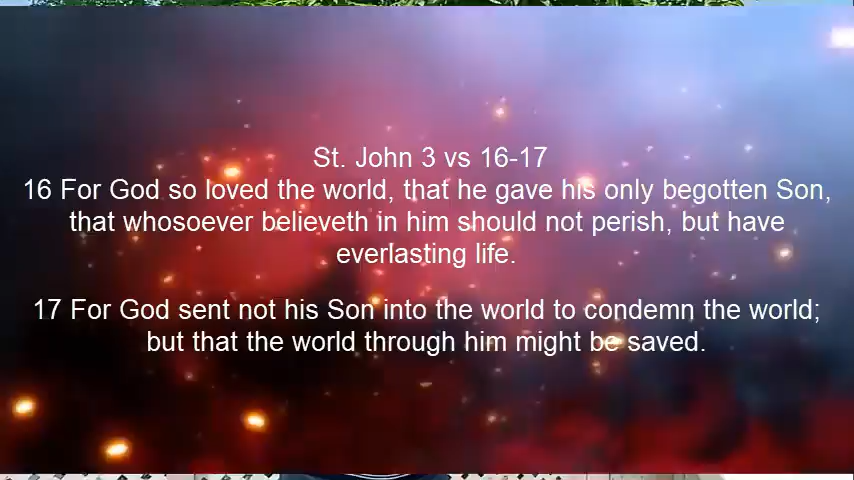 St. John 3 vs 16-17
16 For God so loved the world, that he gave his only begotten Son,
that whosoever believeth in him should not perish, but have
everlasting life.
17 For God sent not his Son into the world to condemn the world;
but that the world through him might be saved.